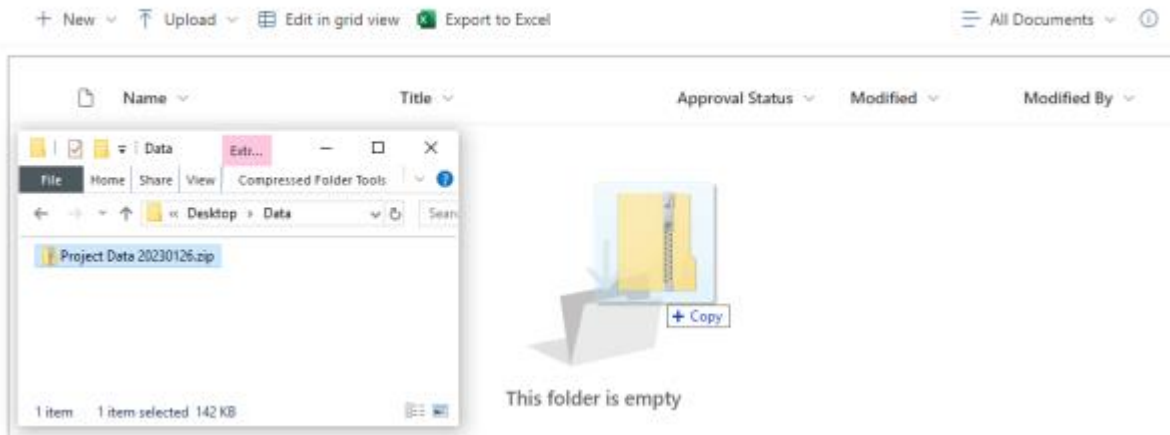 + New Upload Edit in grid view Export to Excel All Documents
Name Title Approval Status Modified Modified By
Data Extr...
File Home Share View Compressed Folder Tools
« Desktop > Data Sear
Project Data 20230126.zip
+ Copy
This folder is empty
1 item 1 item selected 142 KB